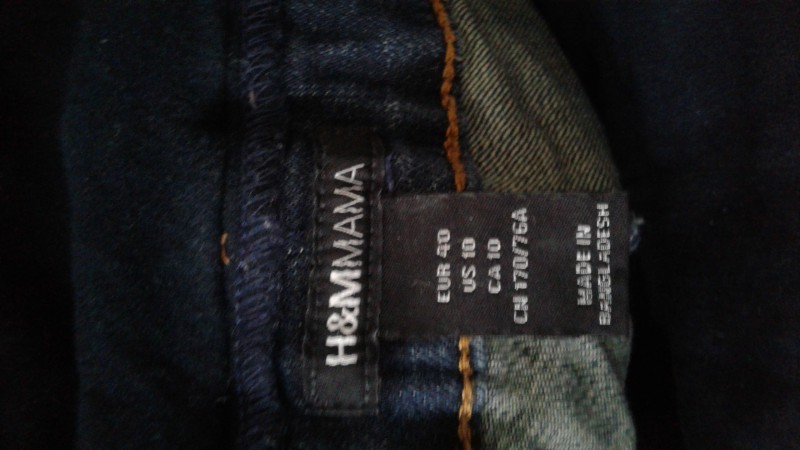 H&MMAMA
EUR 40
US 10
CA 10
CN 170/76A
MADE IN
BANGLADESH